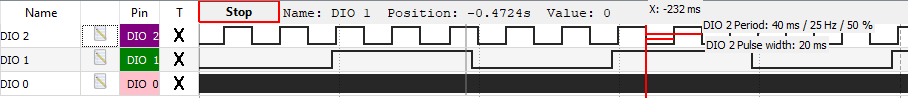 Name Pin T Stop Name: DIO 1 Position: -0.4724s Value: 0 X: -232 ms
DIO 2 DIO 2 X DIO 2 Period: 40 ms / 25 Hz / 50 %
DIO 2 Pulse width: 20 ms
DIO 1 DIO 1 X
DIO 0 DIO 0 X